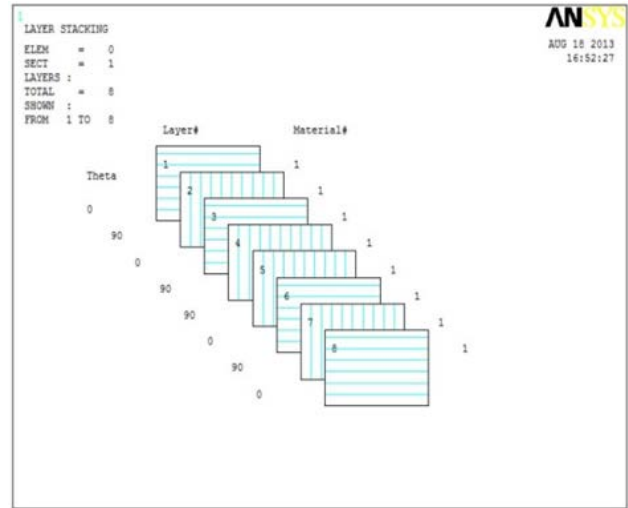 1
LAYER STACKING
ELEM = 0
SECT = 1
LAYERS :
TOTAL = 8
SHOWN :
FROM 1 TO 8
ANSYS
AUG 18 2013
16:52:27
Layer# Material#
Theta
1 1
2 1
0
3 1
90
4 1
0
5 1
90
6 1
90
7 1
0
8 1
90
0